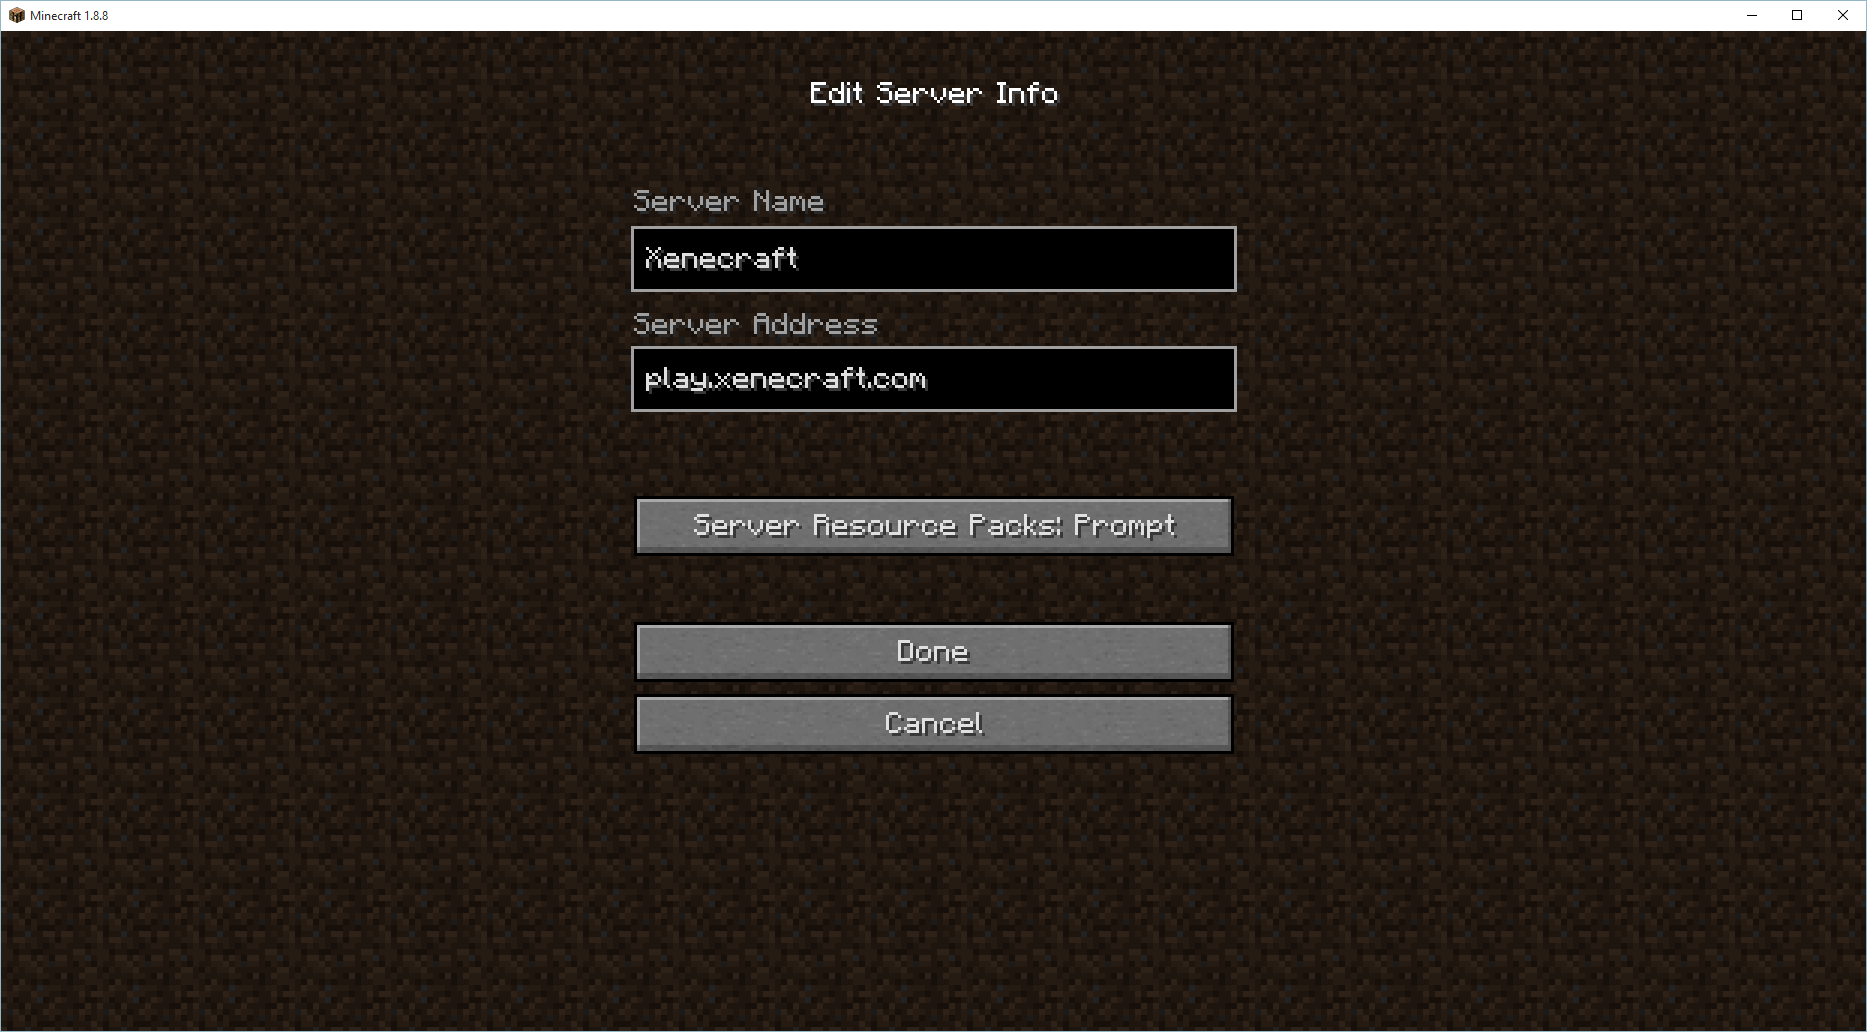 Minecraft 1.8.8
Edit Server Info
Server Name
Xenecraft
Server Address
play.xenecraft.com
Server Resource Packs: Prompt
Done
Cancel